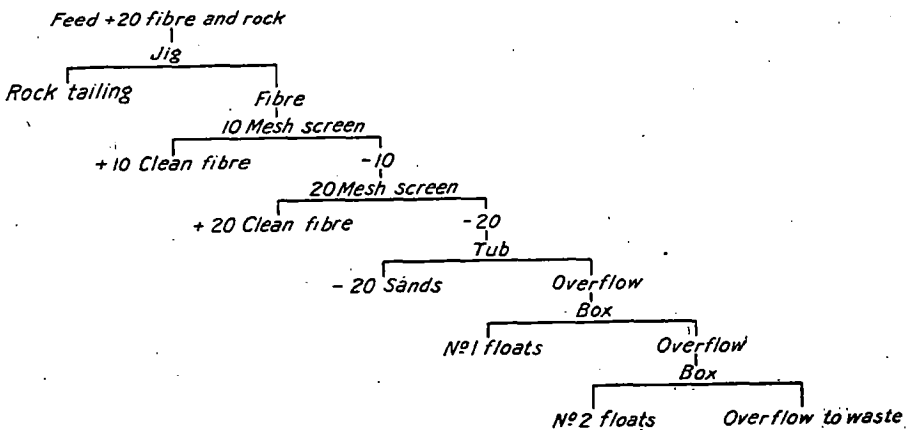 Feed +20 fibre and rock
Jig
Rock tailing
Fibre
10 Mesh screen
+10 Clean fibre
-10
20 Mesh screen
+20 Clean fibre
-20
Tub
-20 Sands
Overflow
Box
Nº1 floats
Overflow
Box
Nº2 floats
Overflow to waste